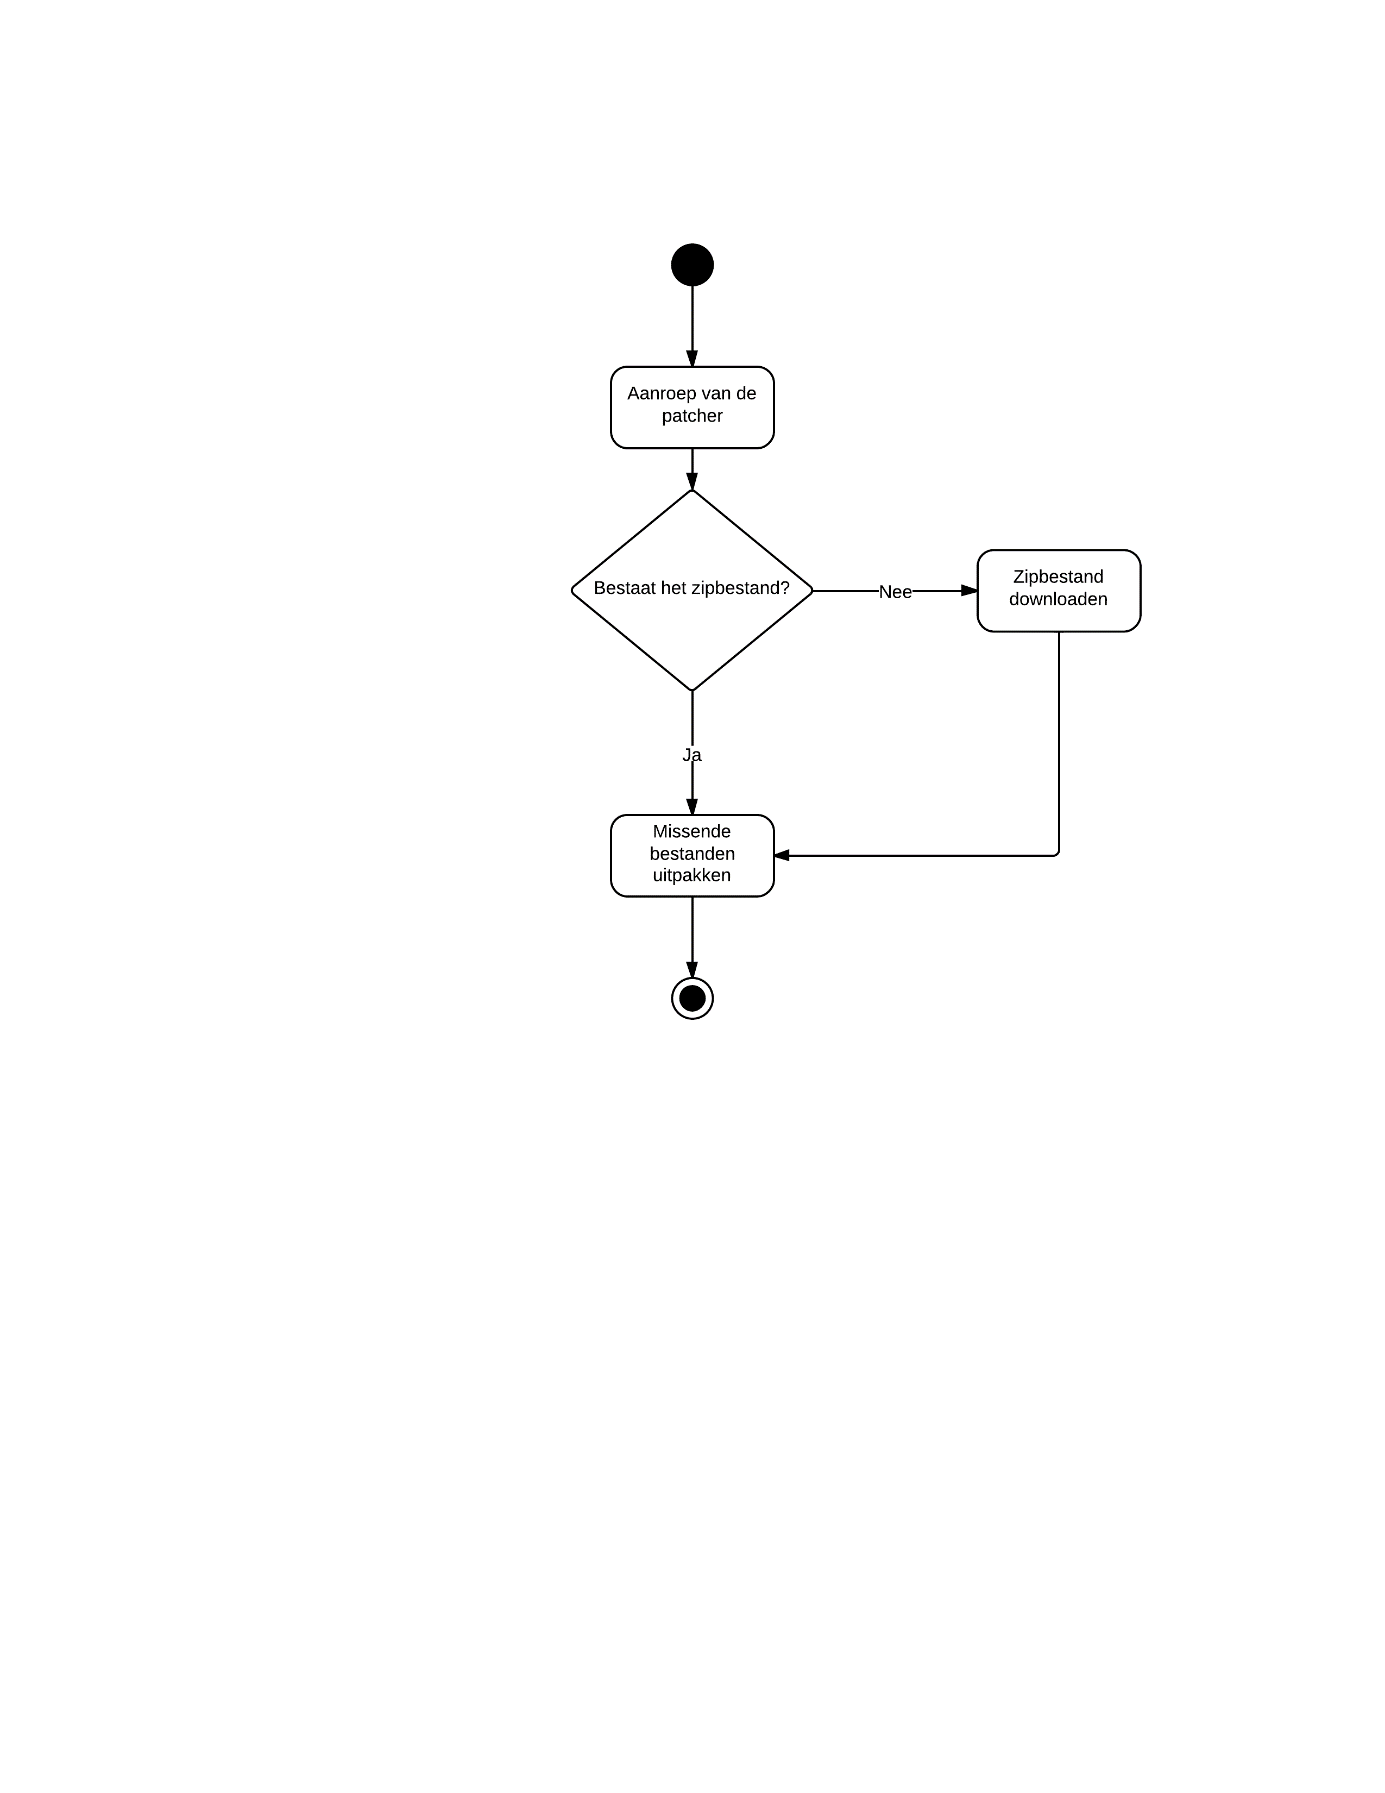 Aanroep van de
patcher
Bestaat het zipbestand?
Nee
Zipbestand
downloaden
Ja
Missende
bestanden
uitpakken